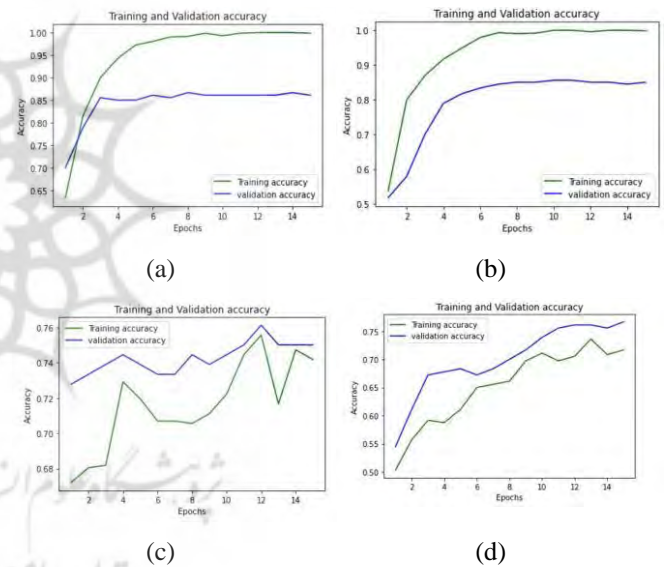 Training and Validation accuracy
1.00
0.95
0.90
0.85
0.80
0.75
0.70
0.65
Accuracy
Training accuracy
validation accuracy
2 4 6 8 10 12 14
Epochs
(a)
Training and Validation accuracy
1.0
0.9
0.8
0.7
0.6
0.5
Accuracy
Training accuracy
validation accuracy
2 4 6 8 10 12 14
Epochs
(b)
Training and Validation accuracy
Training accuracy
validation accuracy
0.76
0.74
0.72
0.70
0.68
Accuracy
2 4 6 8 10 12 14
Epochs
(c)
Training and Validation accuracy
Training accuracy
validation accuracy
0.75
0.70
0.65
0.60
0.55
0.50
Accuracy
2 4 6 8 10 12 14
Epochs
(d)